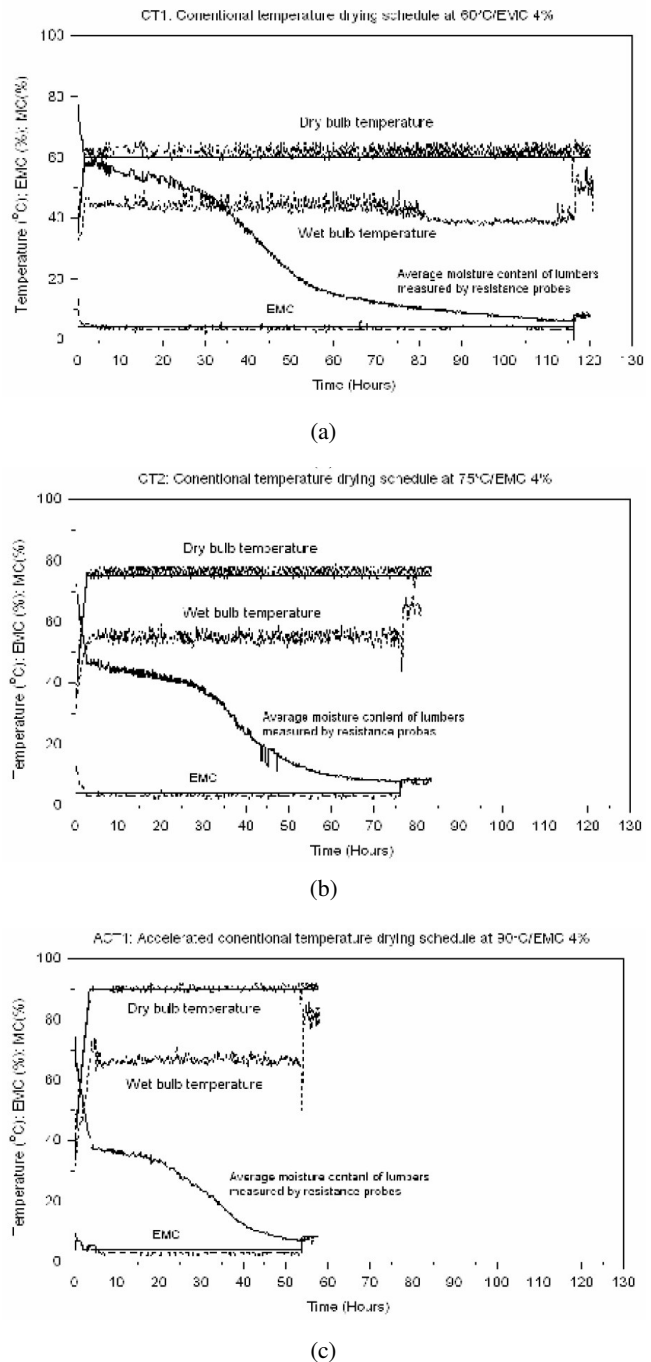 CT1. Conentional temperature drying schedule at 60°C/EMC 4%
100
80
60
40
20
0
Temperature (°C); EMC (%); MC(%)
Dry bulb temperature
Wet bulb temperature
Average moisture content of lumbers
measured by resistance probes
EMC
0 10 20 30 40 50 60 70 80 90 100 110 120 130
Time (Hours)
(a)
CT2: Conentional temperature drying schedule at 75°C/EMC 4%
100
80
60
40
20
0
Temperature (°C); EMC (%); MC(%)
Dry bulb temperature
Wet bulb temperature
Average moisture content of lumbers
measured by resistance probes
EMC
0 10 20 30 40 50 60 70 80 90 100 110 120 130
Time (Hours)
(b)
ACT1: Accelerated conentional temperature drying schedule at 90°C/EMC 4%
100
80
60
40
20
0
Temperature (°C); EMC (%); MC(%)
Dry bulb temperature
Wet bulb temperature
Average moisture content of lumbers
measured by resistance probes
EMC
0 10 20 30 40 50 60 70 80 90 100 110 120 130
Time (Hours)
(c)